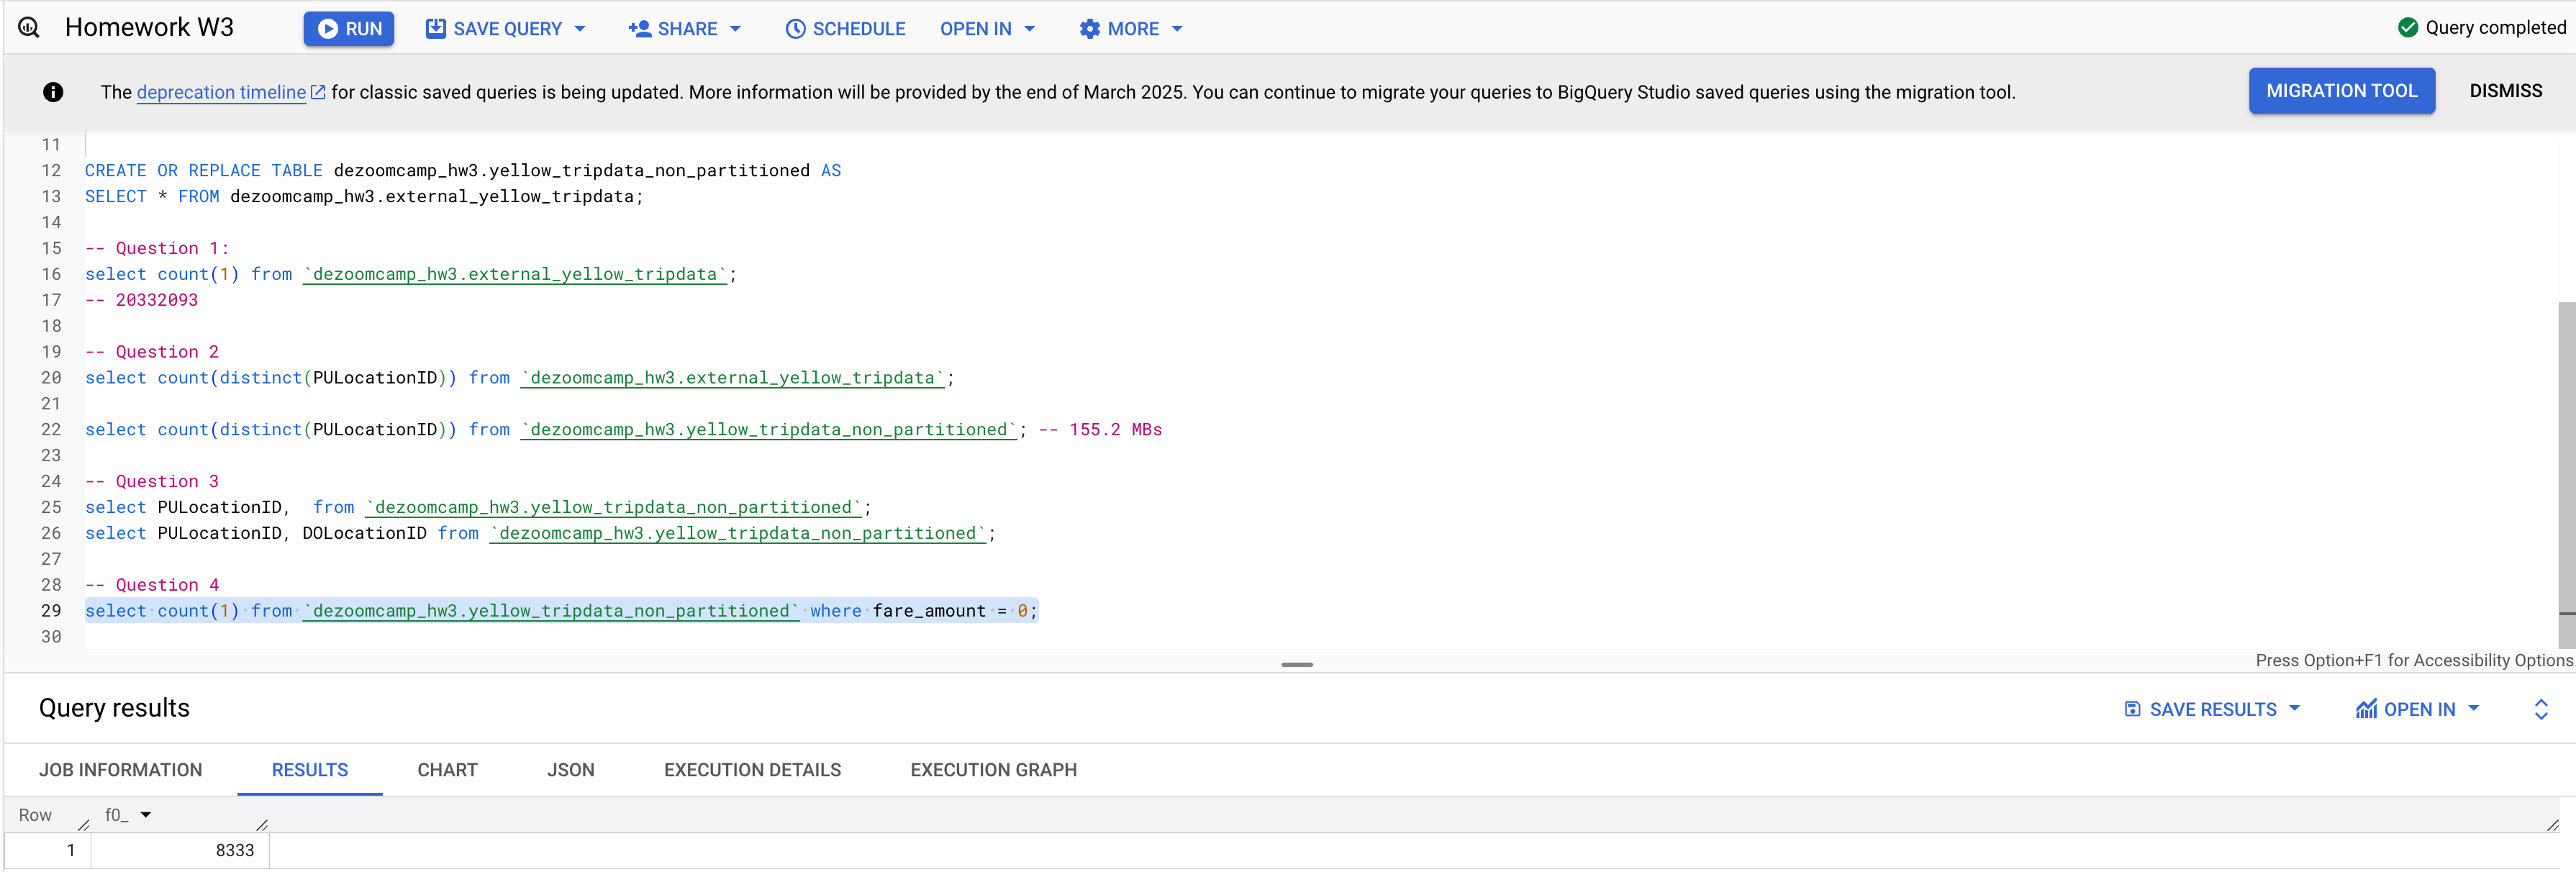 Homework W3 RUN SAVE QUERY SHARE SCHEDULE OPEN IN MORE Query completed
The deprecation timeline for classic saved queries is being updated. More information will be provided by the end of March 2025. You can continue to migrate your queries to BigQuery Studio saved queries using the migration tool. MIGRATION TOOL DISMISS
11
12 CREATE OR REPLACE TABLE dezoomcamp_hw3.yellow_tripdata_non_partitioned AS
13 SELECT * FROM dezoomcamp_hw3.external_yellow_tripdata;
14
15 -- Question 1:
16 select count(1) from `dezoomcamp_hw3.external_yellow_tripdata`;
17 -- 20332093
18
19 -- Question 2
20 select count(distinct(PULocationID)) from `dezoomcamp_hw3.external_yellow_tripdata`;
21
22 select count(distinct(PULocationID)) from `dezoomcamp_hw3.yellow_tripdata_non_partitioned`; -- 155.2 MBs
23
24 -- Question 3
25 select PULocationID,  from `dezoomcamp_hw3.yellow_tripdata_non_partitioned`;
26 select PULocationID, DOLocationID from `dezoomcamp_hw3.yellow_tripdata_non_partitioned`;
27
28 -- Question 4
29 select count(1) from `dezoomcamp_hw3.yellow_tripdata_non_partitioned` where fare_amount = 0;
30
Press Option+F1 for Accessibility Options.
Query results SAVE RESULTS OPEN IN
JOB INFORMATION RESULTS CHART JSON EXECUTION DETAILS EXECUTION GRAPH
Row f0_
1 8333